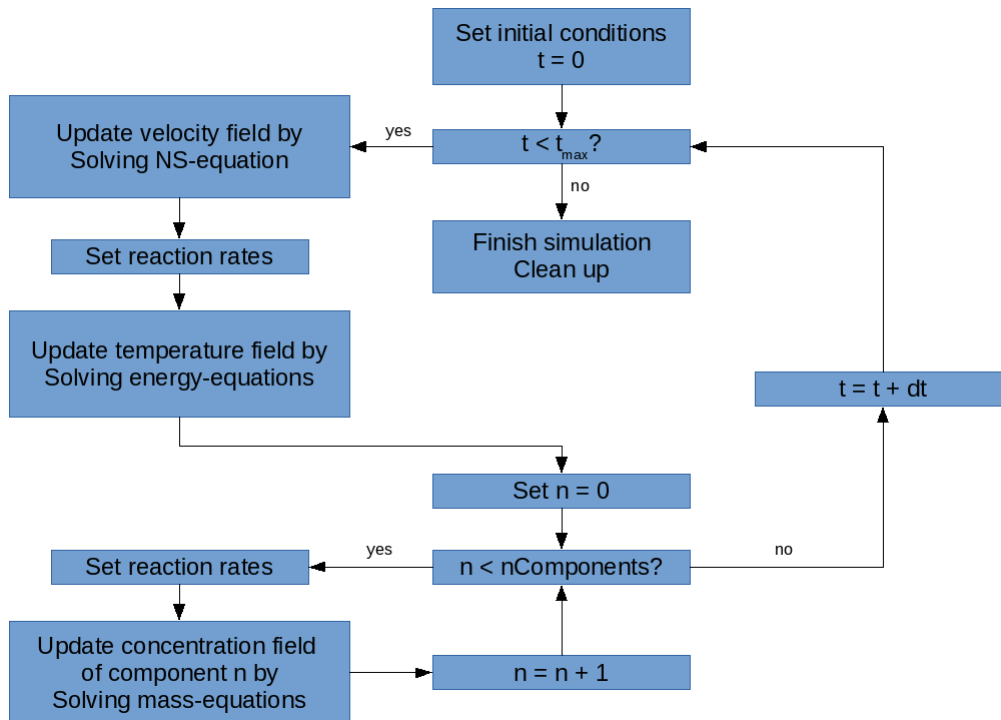 Set initial conditions
t = 0
Update velocity field by
Solving NS-equation
yes
t < tmax?
no
Set reaction rates
Finish simulation
Clean up
Update temperature field by
Solving energy-equations
t = t + dt
Set n = 0
Set reaction rates
yes
n < nComponents?
no
Update concentration field
of component n by
Solving mass-equations
n = n + 1